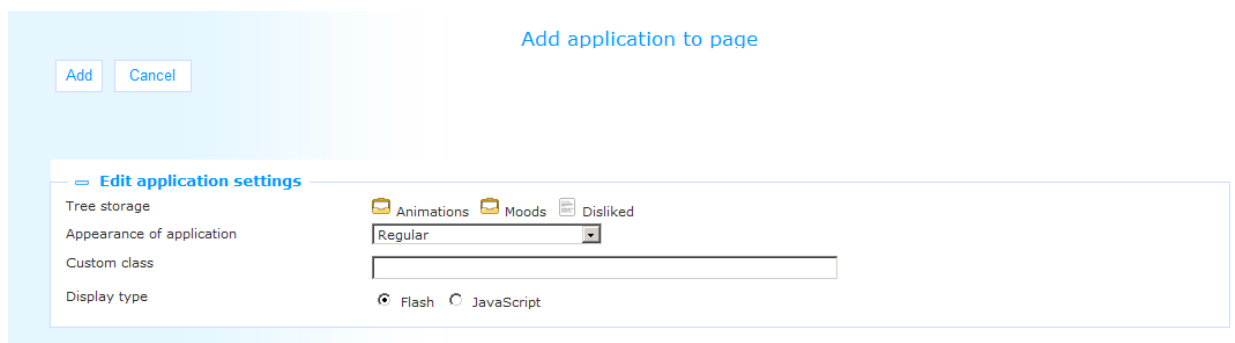 Add application to page
Add Cancel
Edit application settings
Tree storage Animations Moods Disliked
Appearance of application Regular
Custom class
Display type Flash JavaScript